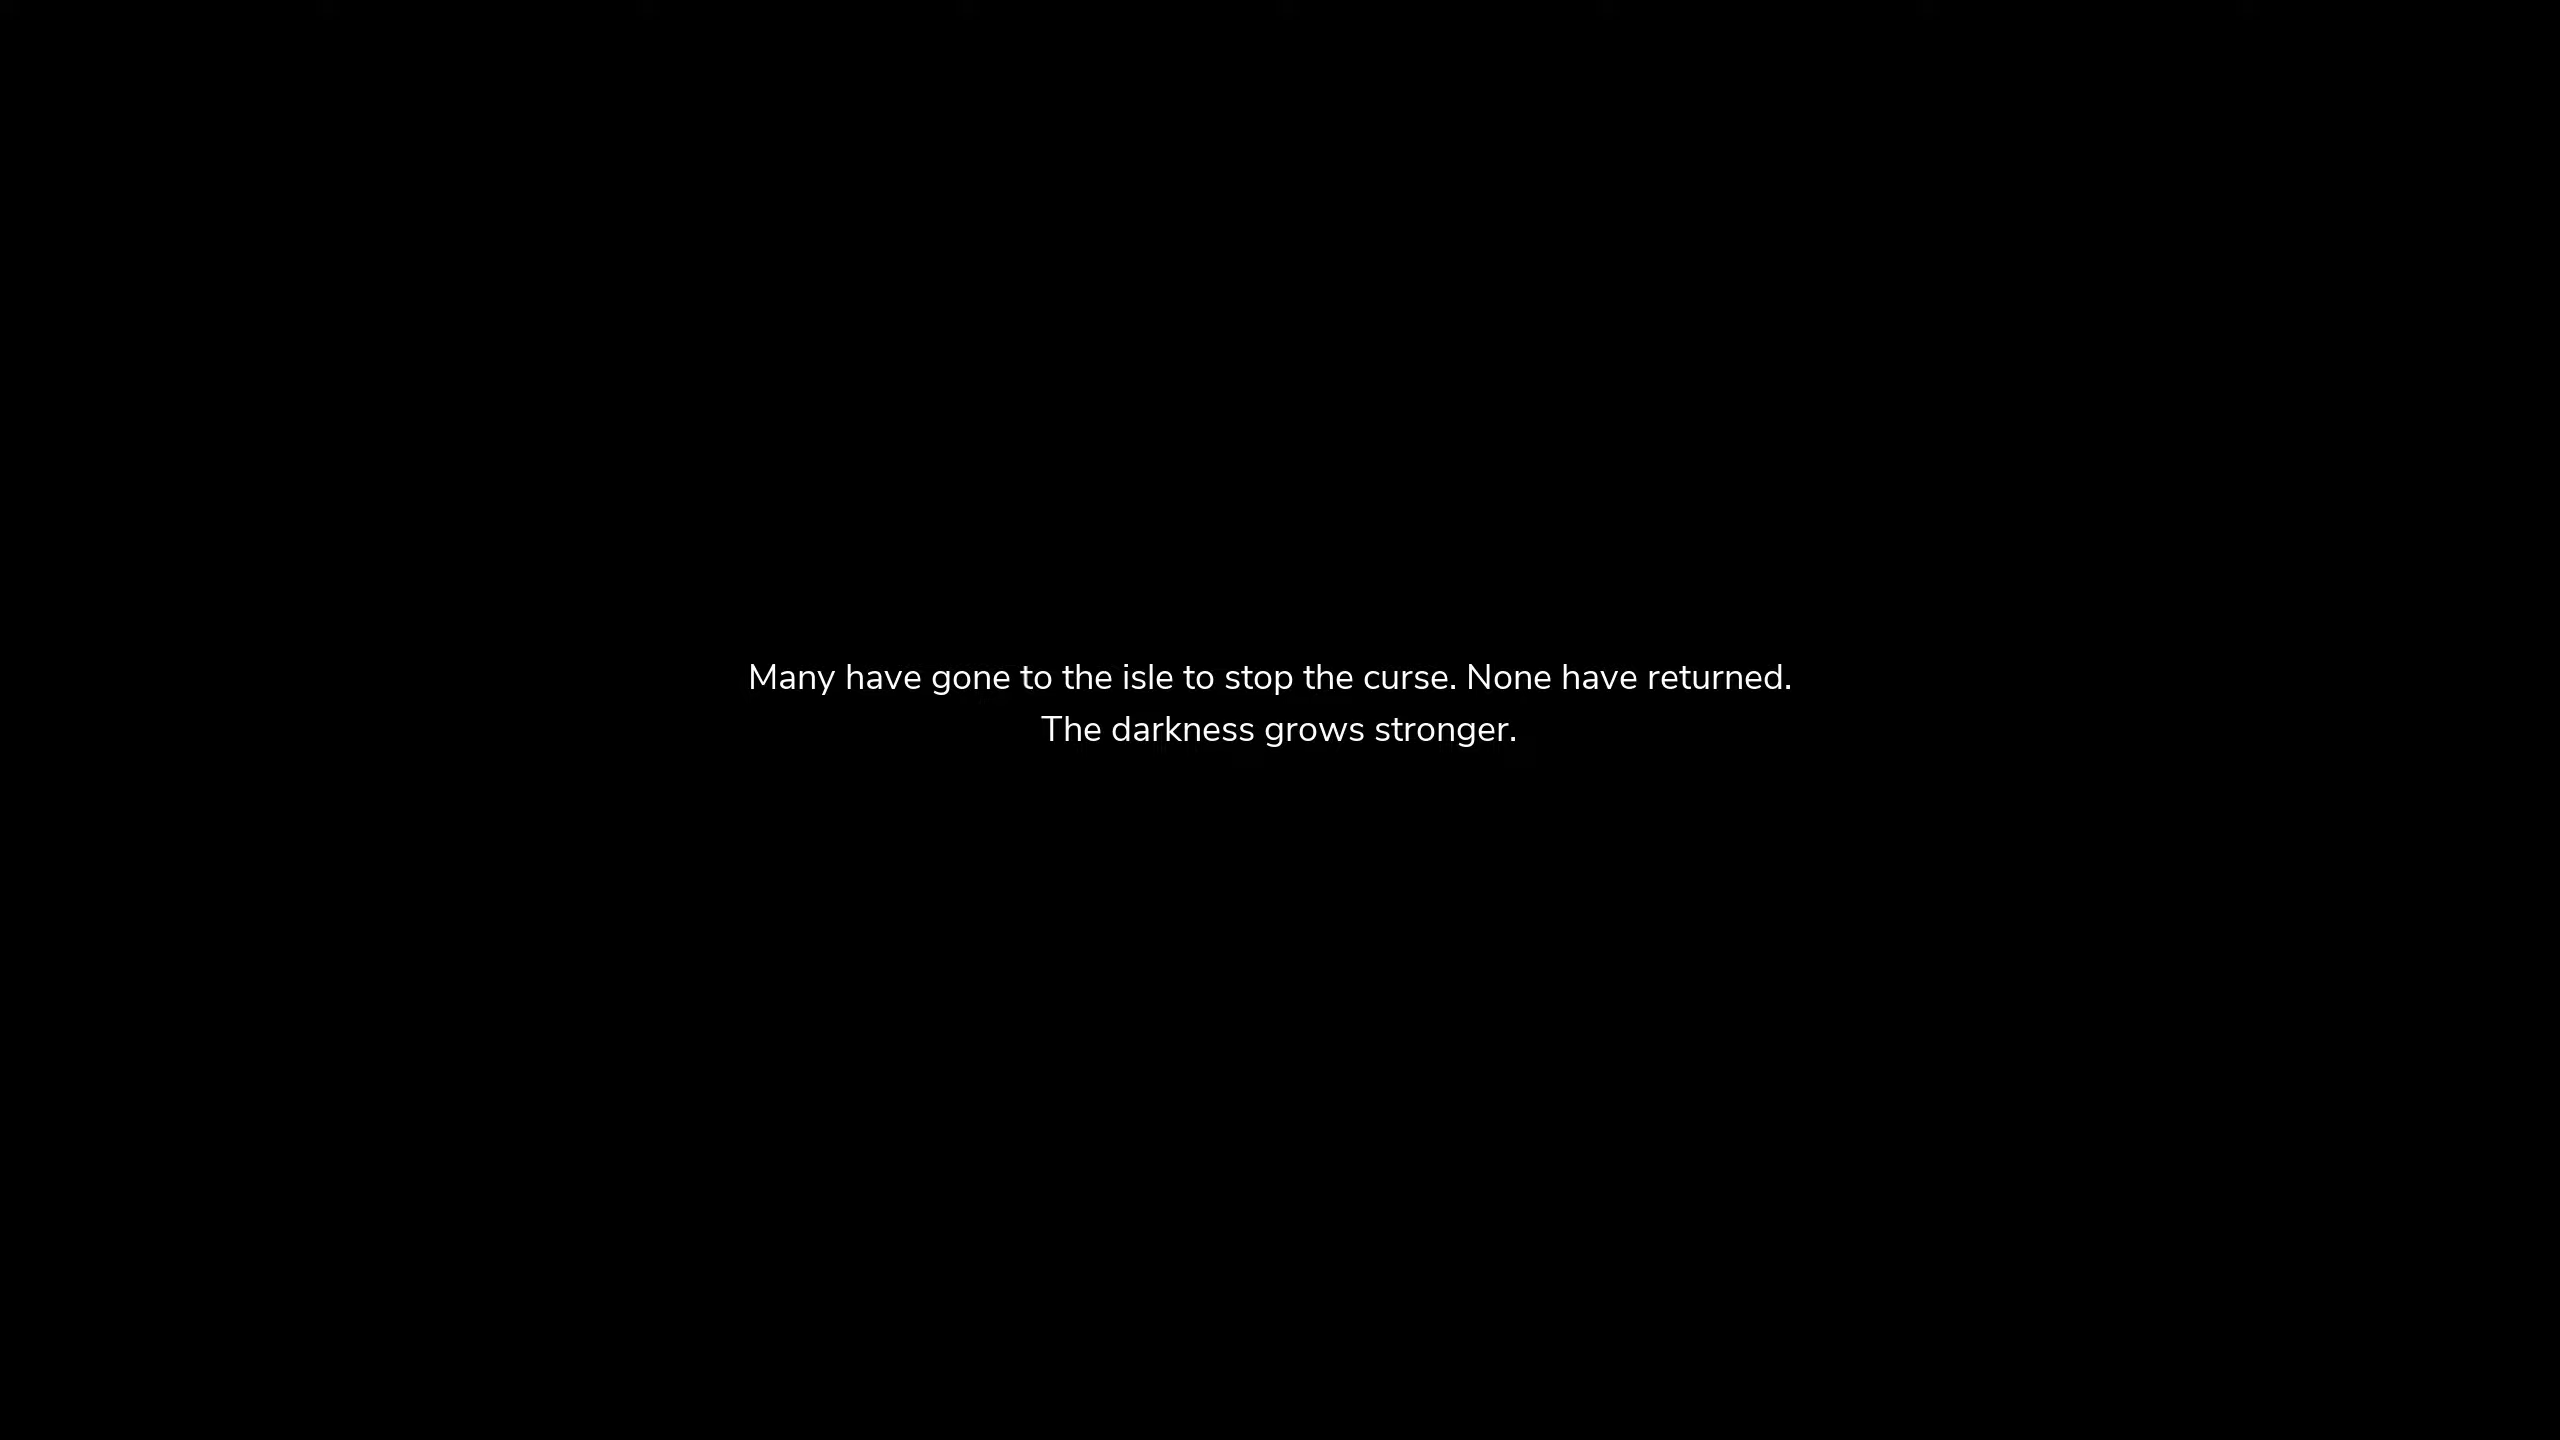 Many have gone to the isle to stop the curse. None have returned.
The darkness grows stronger.